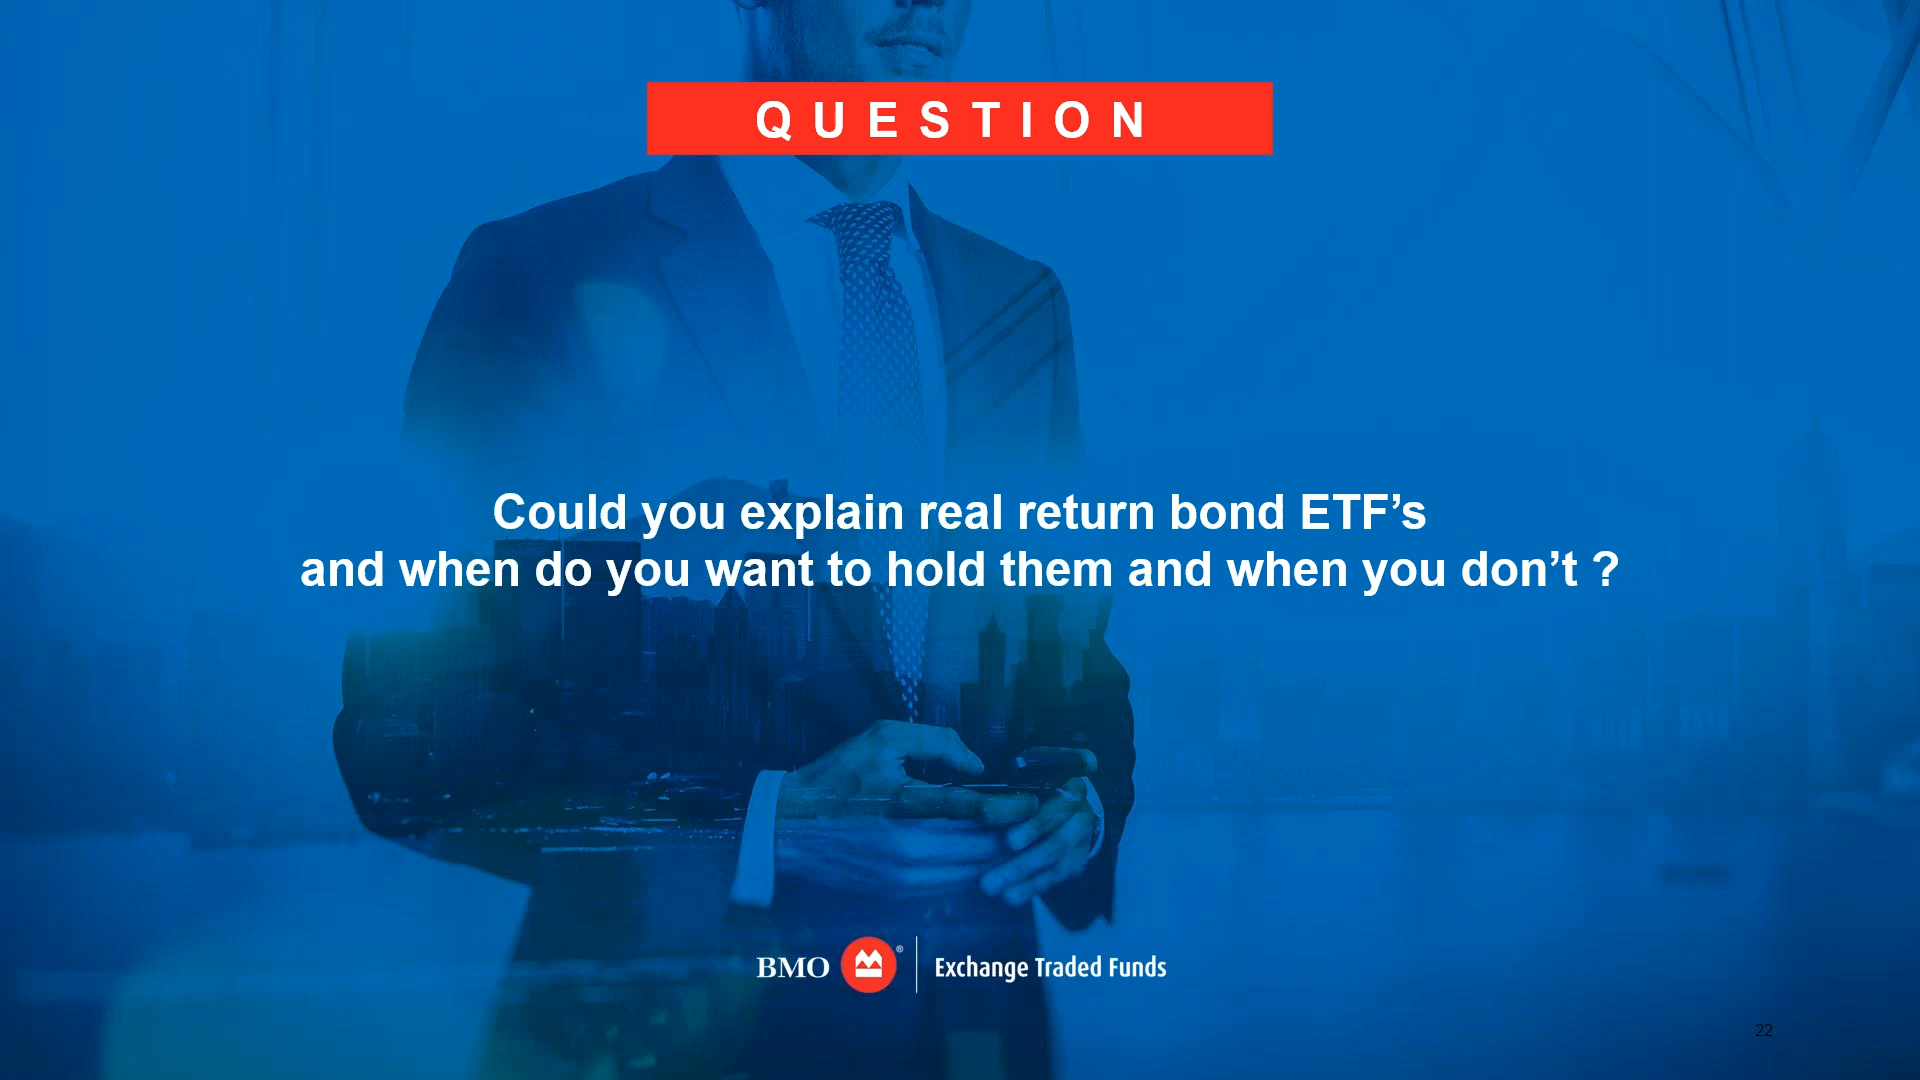 QUESTION
Could you explain real return bond ETF’s
and when do you want to hold them and when you don’t ?
BMO ® Exchange Traded Funds
22